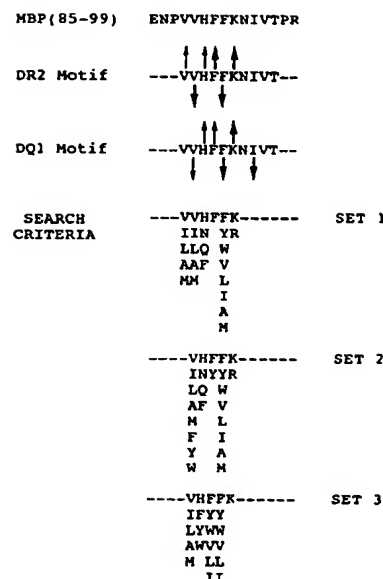 MBP(85-99) ENPVVHFFKNIVTPR
DR2 Motif ---VVHFFKNIVT--
DQ1 Motif ---VVHFFKNIVT--
SEARCH CRITERIA ---VVHFFK------ SET 1
IIN YR
LLQ W
AAF V
MM L
I
A
M
----VHFFK------ SET 2
INYYR
LQ W
AF V
M L
F I
Y A
W M
----VHFFK------ SET 3
IFYY
LYWW
AWVV
M LL
II